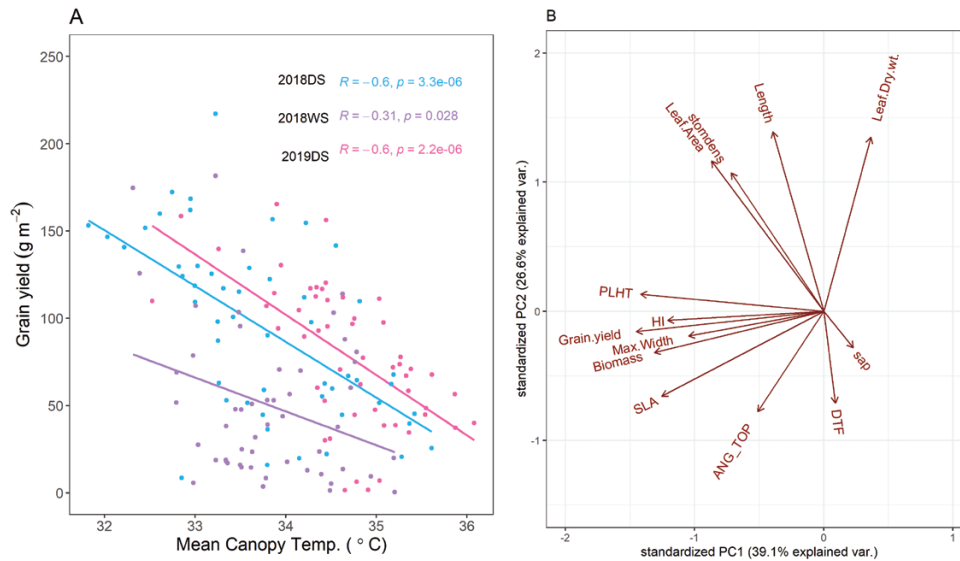 A
250
200
150
100
50
0
32
33
34
35
36
Grain yield (g m⁻²)
Mean Canopy Temp. ( ° C)
2018DS R = −0.6, p = 3.3e-06
2018WS R = −0.31, p = 0.028
2019DS R = −0.6, p = 2.2e-06
B
2
1
0
-1
-2
-1
0
1
standardized PC2 (26.6% explained var.)
standardized PC1 (39.1% explained var.)
Leaf.Dry.wt.
Length
stomdens
Leaf.Area
PLHT
HI
Grain.yield
Max.Width
Biomass
SLA
ANG_TOP
DTF
sap